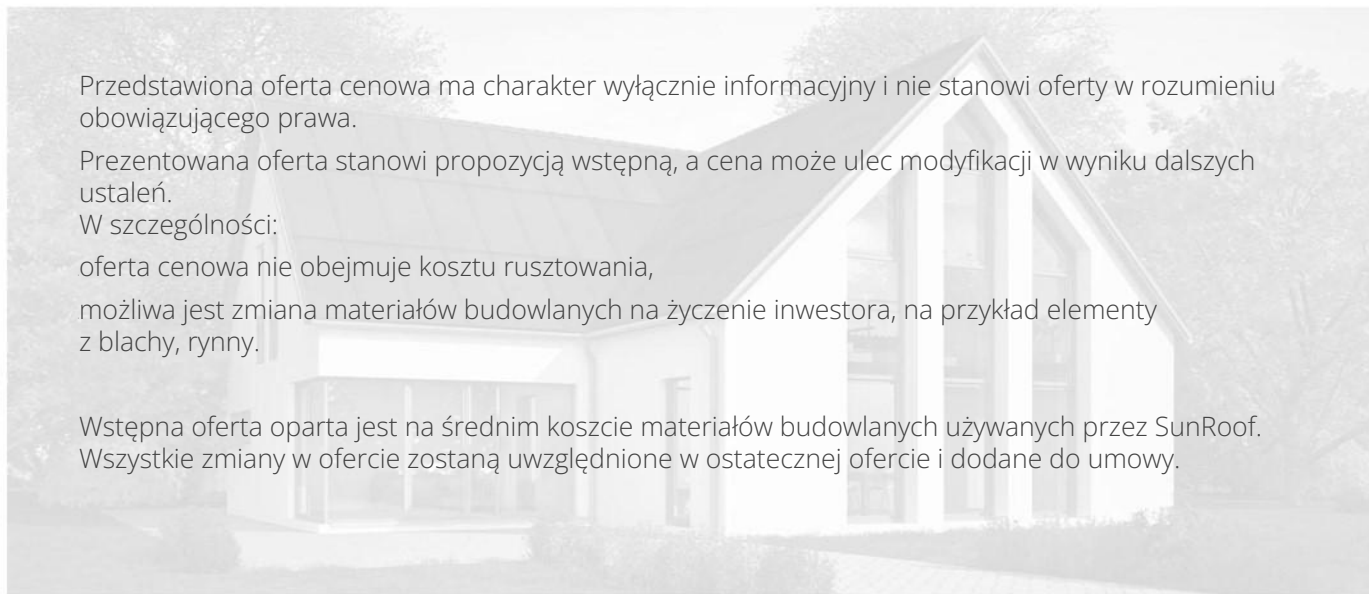 Przedstawiona oferta cenowa ma charakter wyłącznie informacyjny i nie stanowi oferty w rozumieniu
obowiązującego prawa.
Prezentowana oferta stanowi propozycją wstępną, a cena może ulec modyfikacji w wyniku dalszych
ustaleń.
W szczególności:
oferta cenowa nie obejmuje kosztu rusztowania,
możliwa jest zmiana materiałów budowlanych na życzenie inwestora, na przykład elementy
z blachy, rynny.
Wstępna oferta oparta jest na średnim koszcie materiałów budowlanych używanych przez SunRoof.
Wszystkie zmiany w ofercie zostaną uwzględnione w ostatecznej ofercie i dodane do umowy.